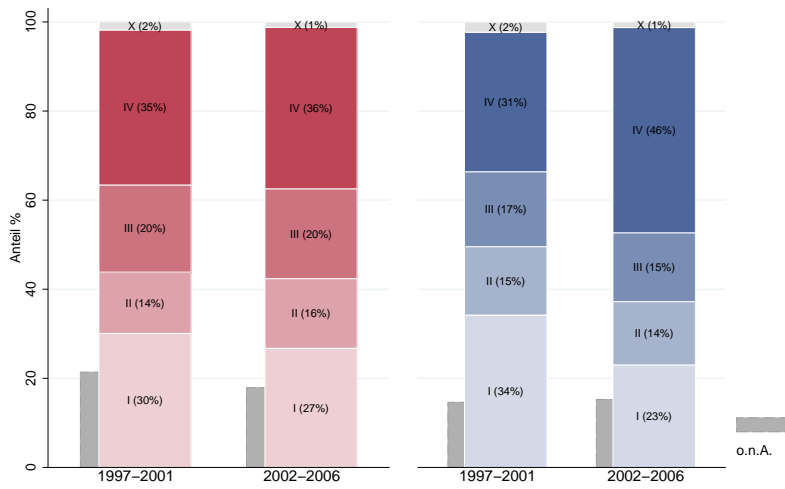 Anteil %
100
80
60
40
20
0
X (2%)
IV (35%)
III (20%)
II (14%)
I (30%)
1997–2001
X (1%)
IV (36%)
III (20%)
II (16%)
I (27%)
2002–2006
X (2%)
IV (31%)
III (17%)
II (15%)
I (34%)
1997–2001
X (1%)
IV (46%)
III (15%)
II (14%)
I (23%)
2002–2006
o.n.A.